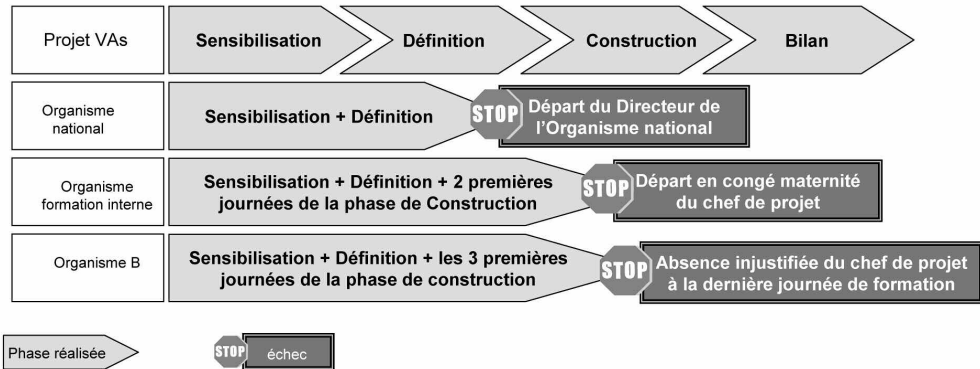 Projet VAs
Sensibilisation
Définition
Construction
Bilan
Organisme
national
Sensibilisation + Définition
STOP
Départ du Directeur de
l'Organisme national
Organisme
formation interne
Sensibilisation + Définition + 2 premières
journées de la phase de Construction
STOP
Départ en congé maternité
du chef de projet
Organisme B
Sensibilisation + Définition + les 3 premières
journées de la phase de construction
STOP
Absence injustifiée du chef de projet
à la dernière journée de formation
Phase réalisée
STOP
échec